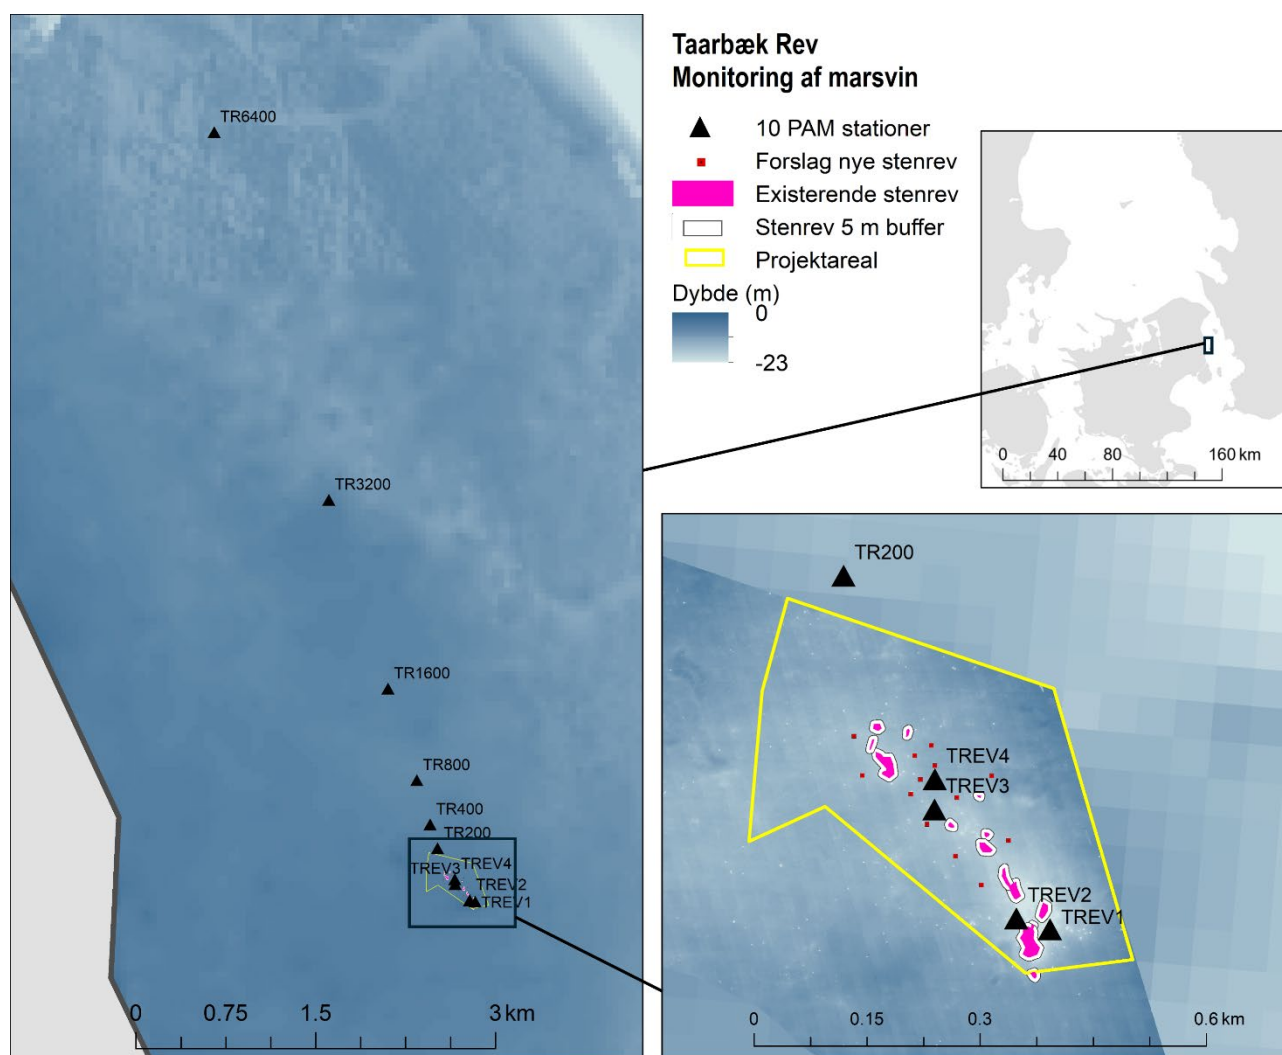 Taarbæk Rev
Monitoring af marsvin
10 PAM stationer
Forslag nye stenrev
Existerende stenrev
Stenrev 5 m buffer
Projektareal
Dybde (m)
0
-23
TR6400
TR3200
TR1600
TR800
TR400
TR200
TREV3 TREV4
TREV2
TREV1
0 0.75 1.5 3 km
0 40 80 160 km
TR200
TREV4
TREV3
TREV2
TREV1
0 0.15 0.3 0.6 km